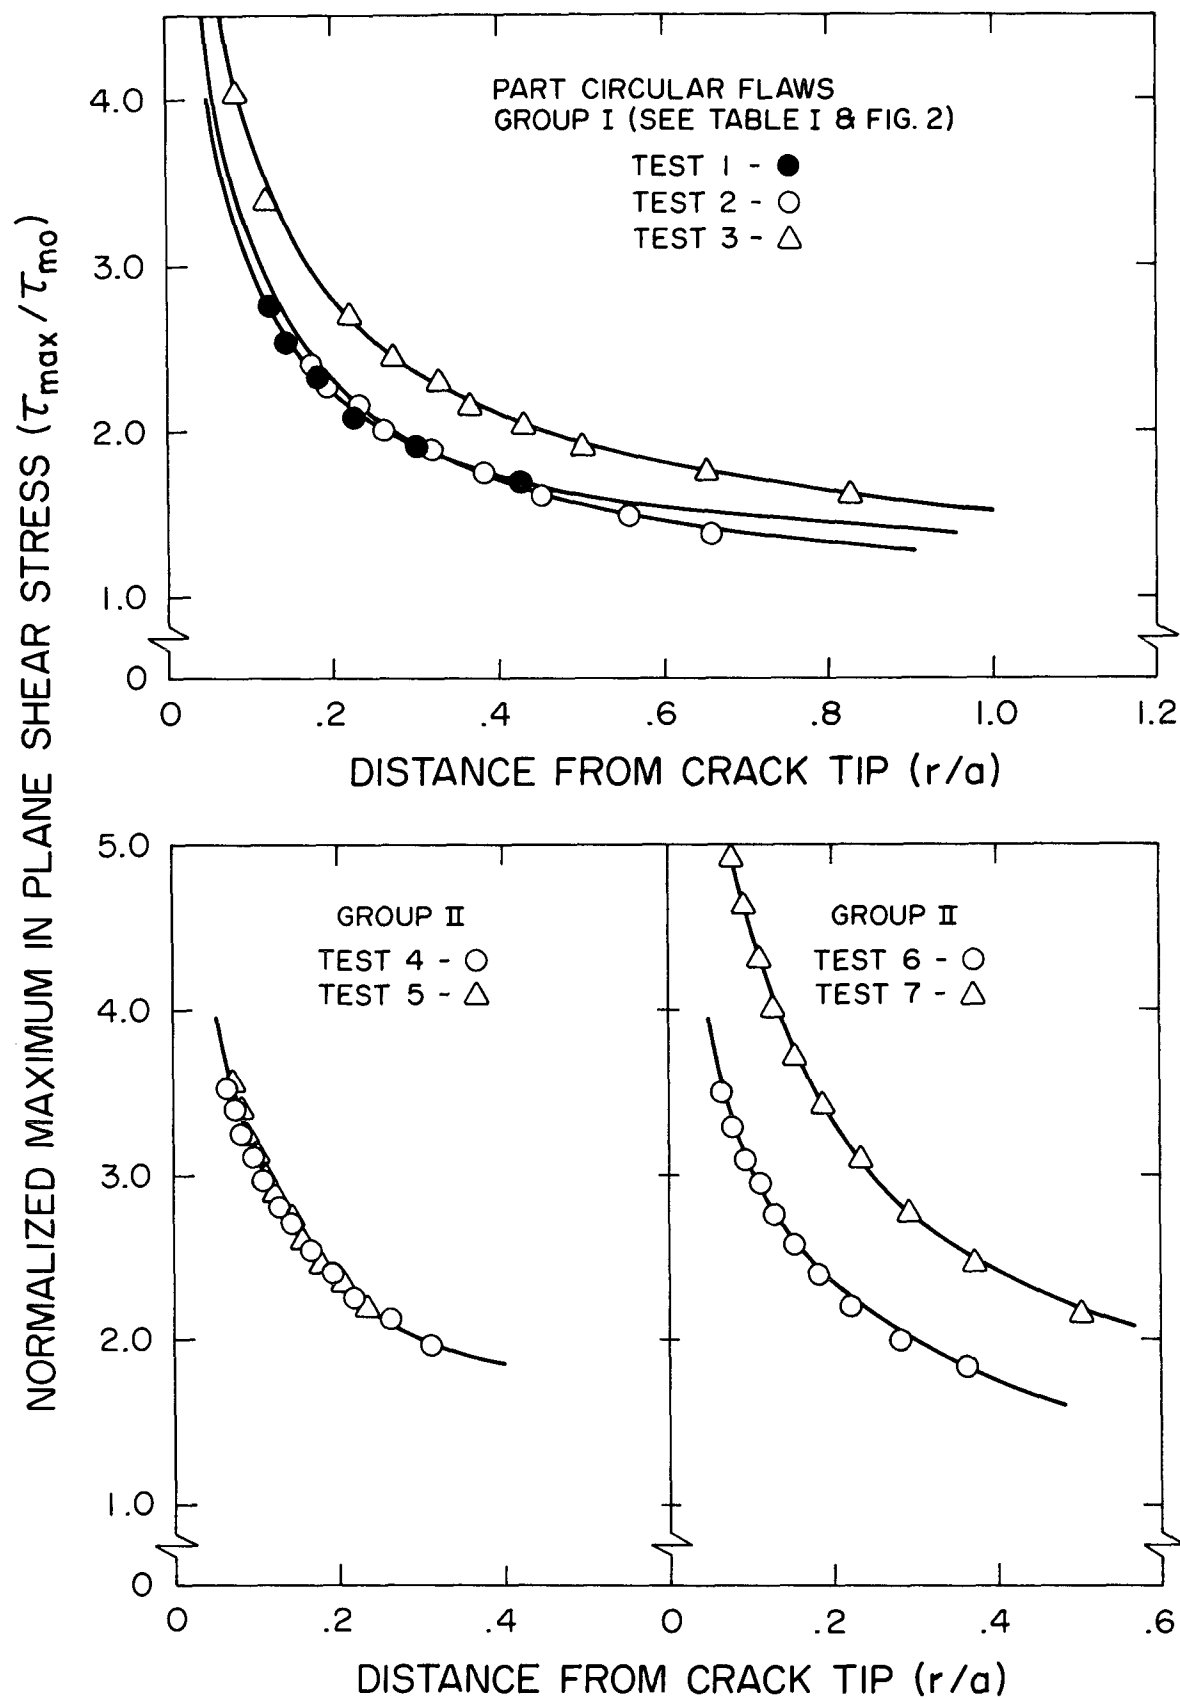 NORMALIZED MAXIMUM IN PLANE SHEAR STRESS (τmax/τmo)
PART CIRCULAR FLAWS
GROUP I (SEE TABLE I & FIG. 2)
TEST 1 - ●
TEST 2 - ○
TEST 3 - △
4.0
3.0
2.0
1.0
0
0 .2 .4 .6 .8 1.0 1.2
DISTANCE FROM CRACK TIP (r/a)
5.0
4.0
3.0
2.0
1.0
0
GROUP II
TEST 4 - ○
TEST 5 - △
GROUP II
TEST 6 - ○
TEST 7 - △
0 .2 .4 0 .2 .4 .6
DISTANCE FROM CRACK TIP (r/a)